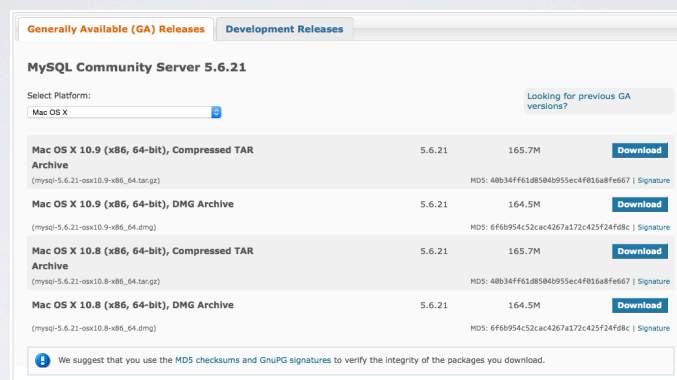 Generally Available (GA) Releases Development Releases
MySQL Community Server 5.6.21
Select Platform:
Mac OS X
Looking for previous GA
versions?
Mac OS X 10.9 (x86, 64-bit), Compressed TAR 5.6.21 165.7M Download
Archive
(mysql-5.6.21-osx10.9-x86_64.tar.gz) MD5: 40b34ff61d8504b955ec4f016a8fe667 | Signature
Mac OS X 10.9 (x86, 64-bit), DMG Archive 5.6.21 164.5M Download
(mysql-5.6.21-osx10.9-x86_64.dmg) MD5: 6f6b954c52cac4267a172c425f24fd8c | Signature
Mac OS X 10.8 (x86, 64-bit), Compressed TAR 5.6.21 165.7M Download
Archive
(mysql-5.6.21-osx10.8-x86_64.tar.gz) MD5: 40b34ff61d8504b955ec4f016a8fe667 | Signature
Mac OS X 10.8 (x86, 64-bit), DMG Archive 5.6.21 164.5M Download
(mysql-5.6.21-osx10.8-x86_64.dmg) MD5: 6f6b954c52cac4267a172c425f24fd8c | Signature
We suggest that you use the MD5 checksums and GnuPG signatures to verify the integrity of the packages you download.